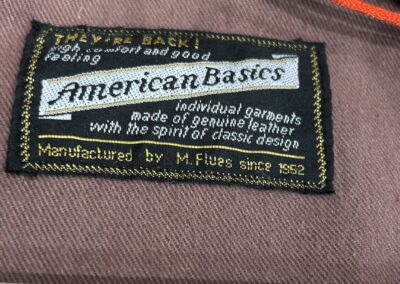 THEY'RE BACK!
high comfort and good
feeling
American Basics
individual garments
made of genuine leather
with the spirit of classic design
Manufactured by M. Flues since 1952